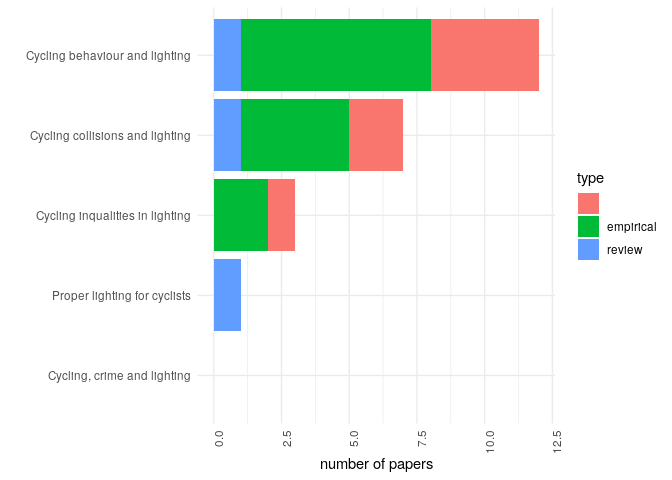 Cycling behaviour and lighting
Cycling collisions and lighting
Cycling inqualities in lighting
Proper lighting for cyclists
Cycling, crime and lighting
0.0
2.5
5.0
7.5
10.0
12.5
number of papers
type
empirical
review